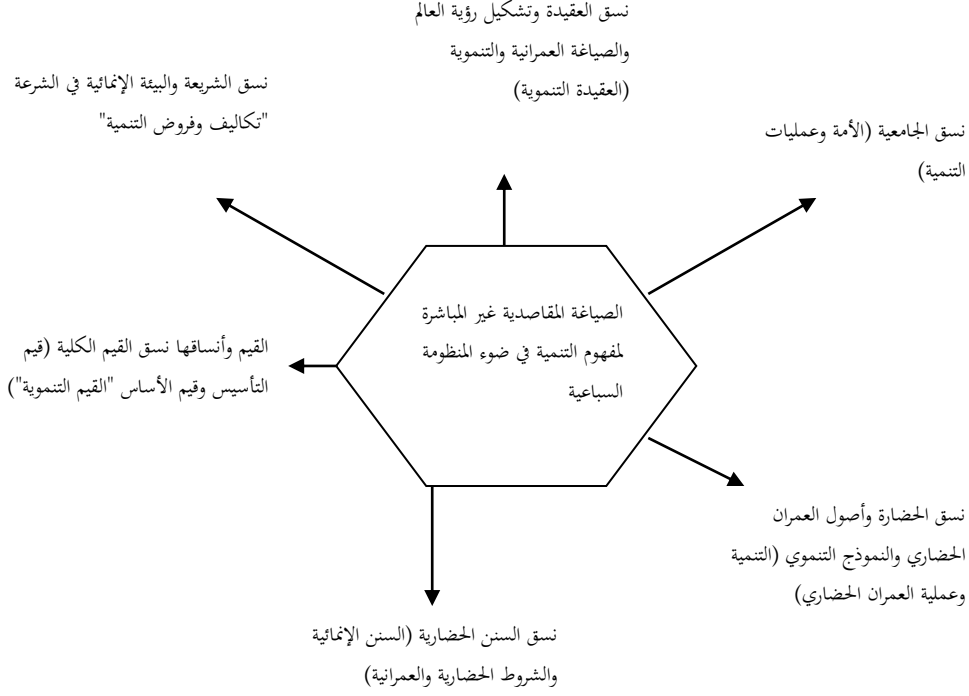 نسق العقيدة وتشكيل رؤية العالم
والصياغة العمرانية والتنموية
(العقيدة التنموية)
نسق الجامعية (الأمة وعمليات
التنمية)
نسق الشريعة والبيئة الإنمائية في الشرعة
"تكاليف وفروض التنمية"
الصياغة المقاصدية غير المباشرة
لمفهوم التنمية في ضوء المنظومة
السباعية
القيم وأنساقها نسق القيم الكلية (قيم
التأسيس وقيم الأساس "القيم التنموية")
نسق الحضارة وأصول العمران
الحضاري والنموذج التنموي (التنمية
وعملية العمران الحضاري)
نسق السنن الحضارية (السنن الإنمائية
والشروط الحضارية والعمرانية)